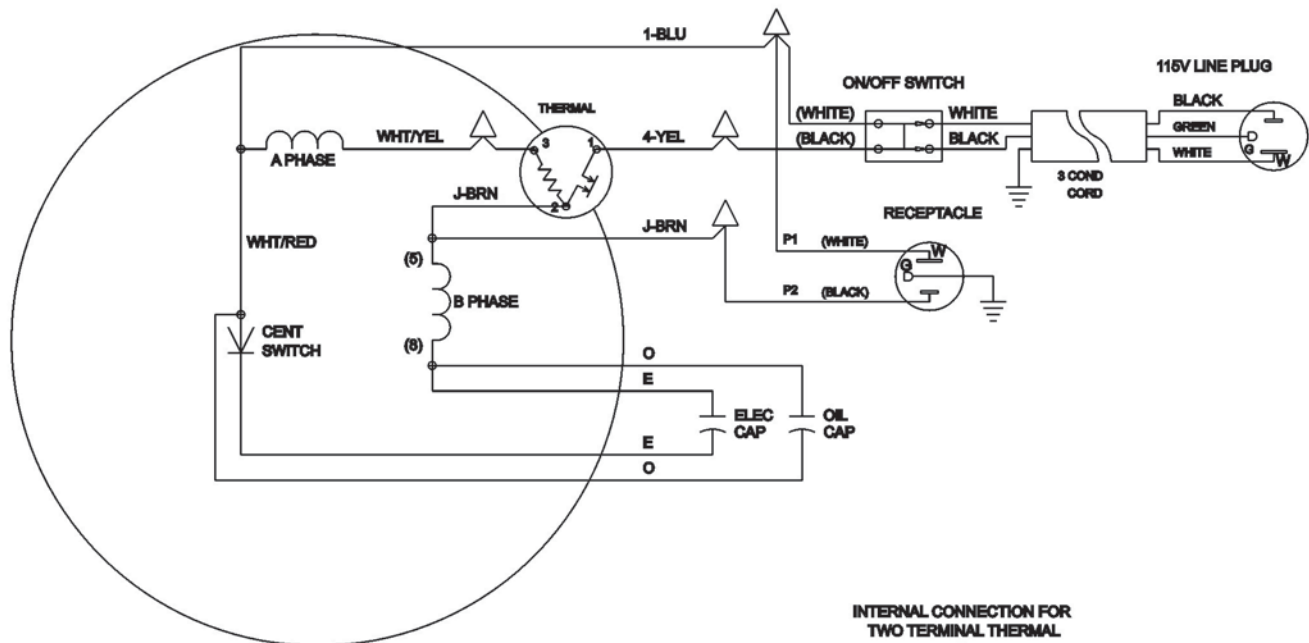 1-BLU
115V LINE PLUG
ON/OFF SWITCH
THERMAL
BLACK
(WHITE)
WHITE
WHT/YEL
3
1
4-YEL
(BLACK)
BLACK
GREEN
G
W
WHITE
A PHASE
3 COND
CORD
J-BRN
2
J-BRN
RECEPTACLE
WHT/RED
P1
(WHITE)
W
G
(5)
B PHASE
P2
(BLACK)
CENT
SWITCH
(8)
O
E
ELEC
CAP
OIL
CAP
E
O
INTERNAL CONNECTION FOR
TWO TERMINAL THERMAL